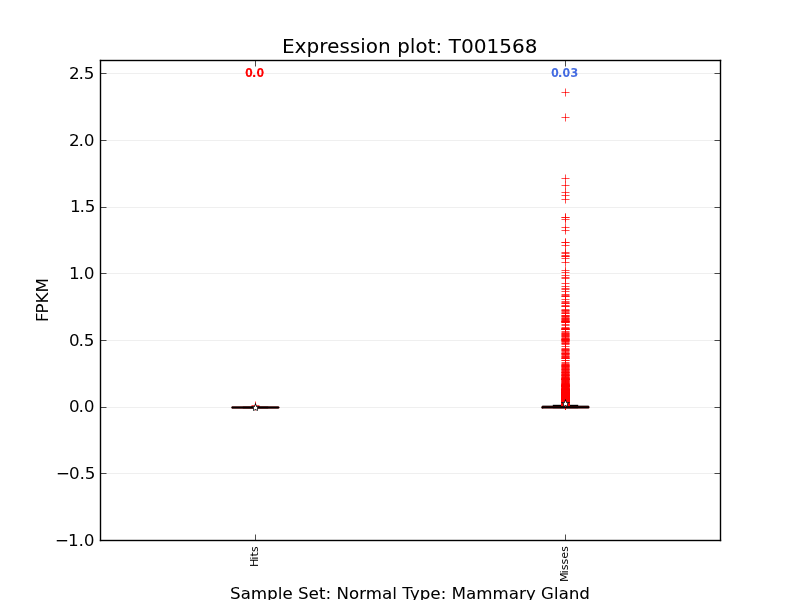 Expression plot: T001568
0.0 0.03
2.5
2.0
1.5
1.0
0.5
0.0
−0.5
−1.0
FPKM
Hits
Misses
Sample Set: Normal Type: Mammary Gland